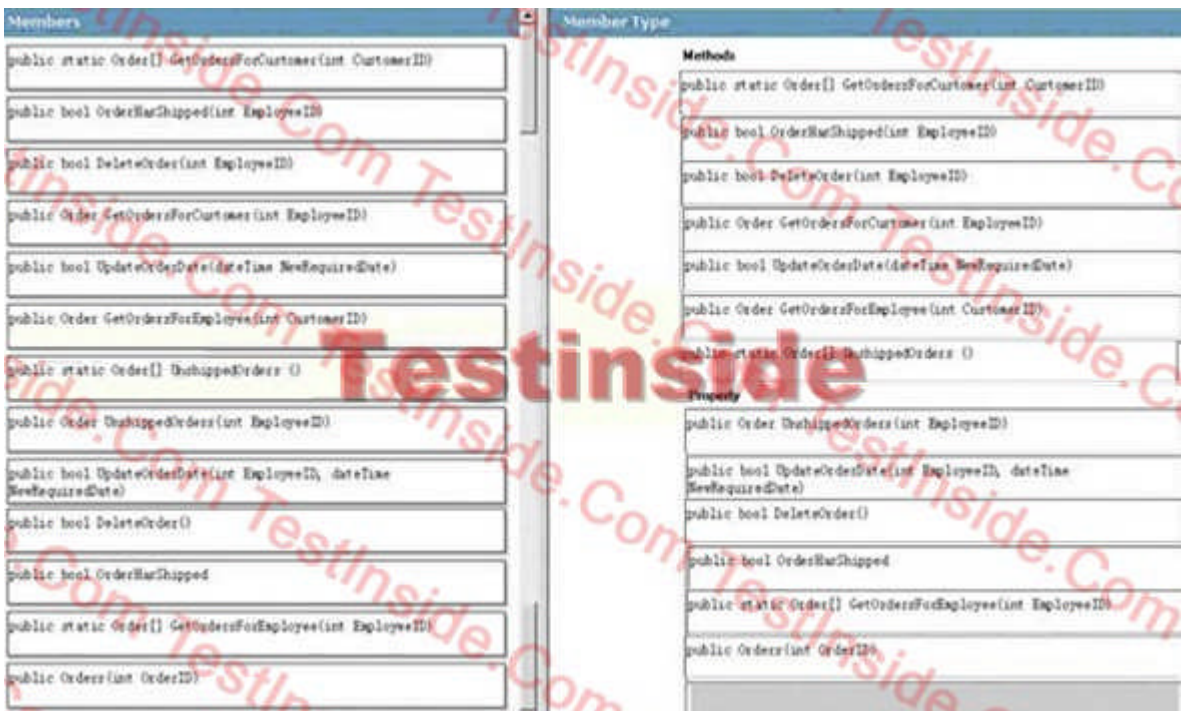 Members
public static Order[] GetOrdersForCustomer(int CustomerID)
public bool OrderHasShipped(int EmployeeID)
public bool DeleteOrder(int EmployeeID)
public Order GetOrdersForCustomer(int EmployeeID)
public bool UpdateOrderDate(dateTime NewRequiredDate)
public Order GetOrdersForEmployee(int CustomerID)
public static Order[] UnshippedOrders ()
public Order UnshippedOrders(int EmployeeID)
public bool UpdateOrderDate(int EmployeeID, dateTime
NewRequiredDate)
public bool DeleteOrder()
public bool OrderHasShipped
public static Order[] GetOrdersForEmployee(int EmployeeID)
public Orders(int OrderID)
Member Type
Methods
public static Order[] GetOrdersForCustomer(int CustomerID)
public bool OrderHasShipped(int EmployeeID)
public bool DeleteOrder(int EmployeeID)
public Order GetOrdersForCustomer(int EmployeeID)
public bool UpdateOrderDate(dateTime NewRequiredDate)
public Order GetOrdersForEmployee(int CustomerID)
public static Order[] UnshippedOrders ()
Property
public Order UnshippedOrders(int EmployeeID)
public bool UpdateOrderDate(int EmployeeID, dateTime
NewRequiredDate)
public bool DeleteOrder()
public bool OrderHasShipped
public static Order[] GetOrdersForEmployee(int EmployeeID)
public Orders(int OrderID)
Testinside
TestInside.Com TestInside.Com